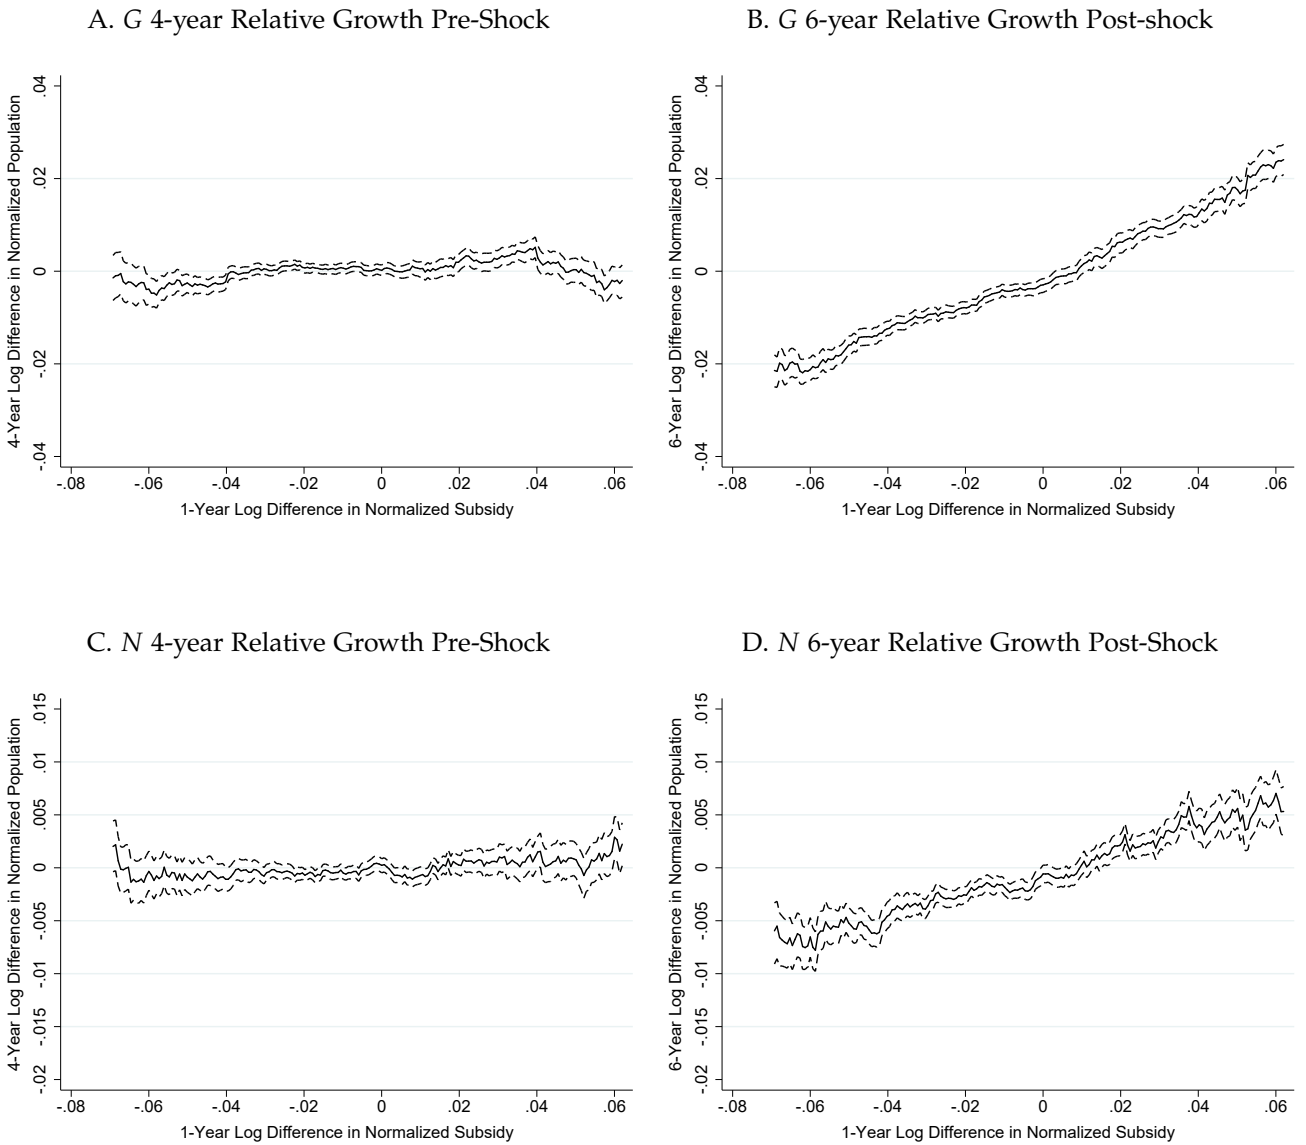 A. G 4-year Relative Growth Pre-Shock
4-Year Log Difference in Normalized Population
.04
.02
0
-.02
-.04
-.08 -.06 -.04 -.02 0 .02 .04 .06
1-Year Log Difference in Normalized Subsidy
B. G 6-year Relative Growth Post-shock
6-Year Log Difference in Normalized Population
.04
.02
0
-.02
-.04
-.08 -.06 -.04 -.02 0 .02 .04 .06
1-Year Log Difference in Normalized Subsidy
C. N 4-year Relative Growth Pre-Shock
4-Year Log Difference in Normalized Population
.015
.01
.005
0
-.005
-.01
-.015
-.02
-.08 -.06 -.04 -.02 0 .02 .04 .06
1-Year Log Difference in Normalized Subsidy
D. N 6-year Relative Growth Post-Shock
6-Year Log Difference in Normalized Population
.015
.01
.005
0
-.005
-.01
-.015
-.02
-.08 -.06 -.04 -.02 0 .02 .04 .06
1-Year Log Difference in Normalized Subsidy